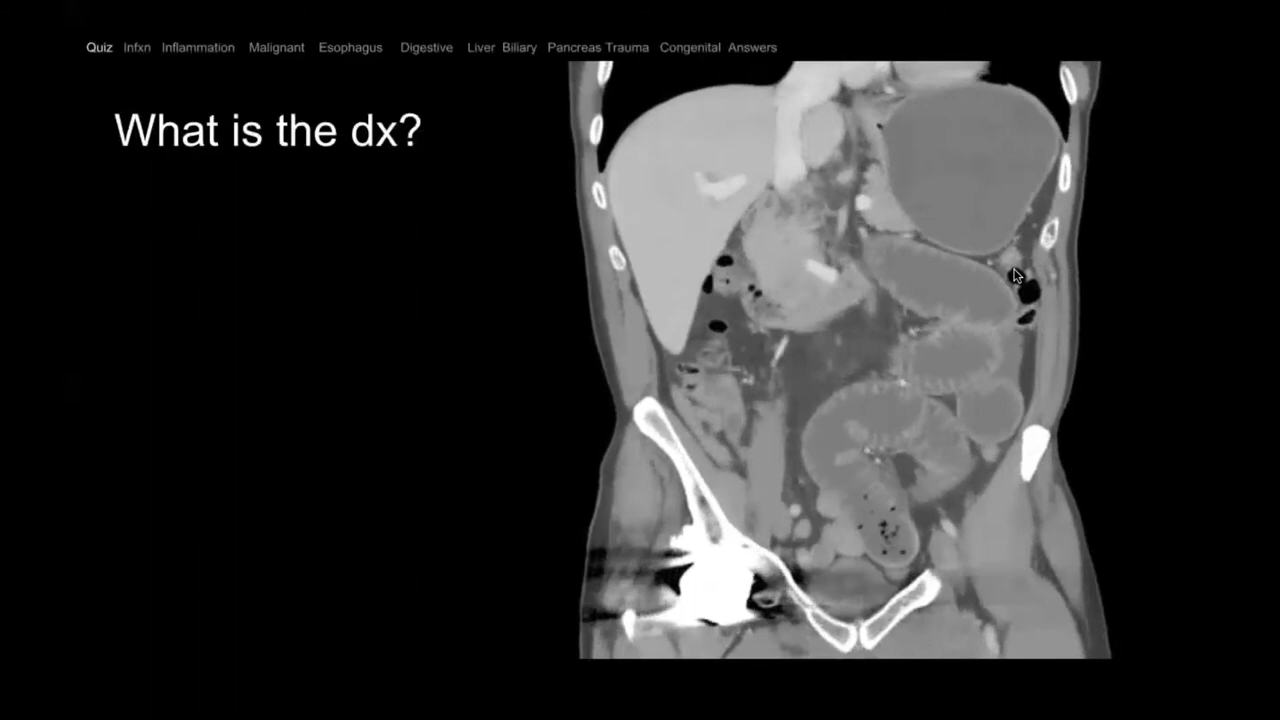 Quiz Infxn Inflammation Malignant Esophagus Digestive Liver Biliary Pancreas Trauma Congenital Answers
What is the dx?